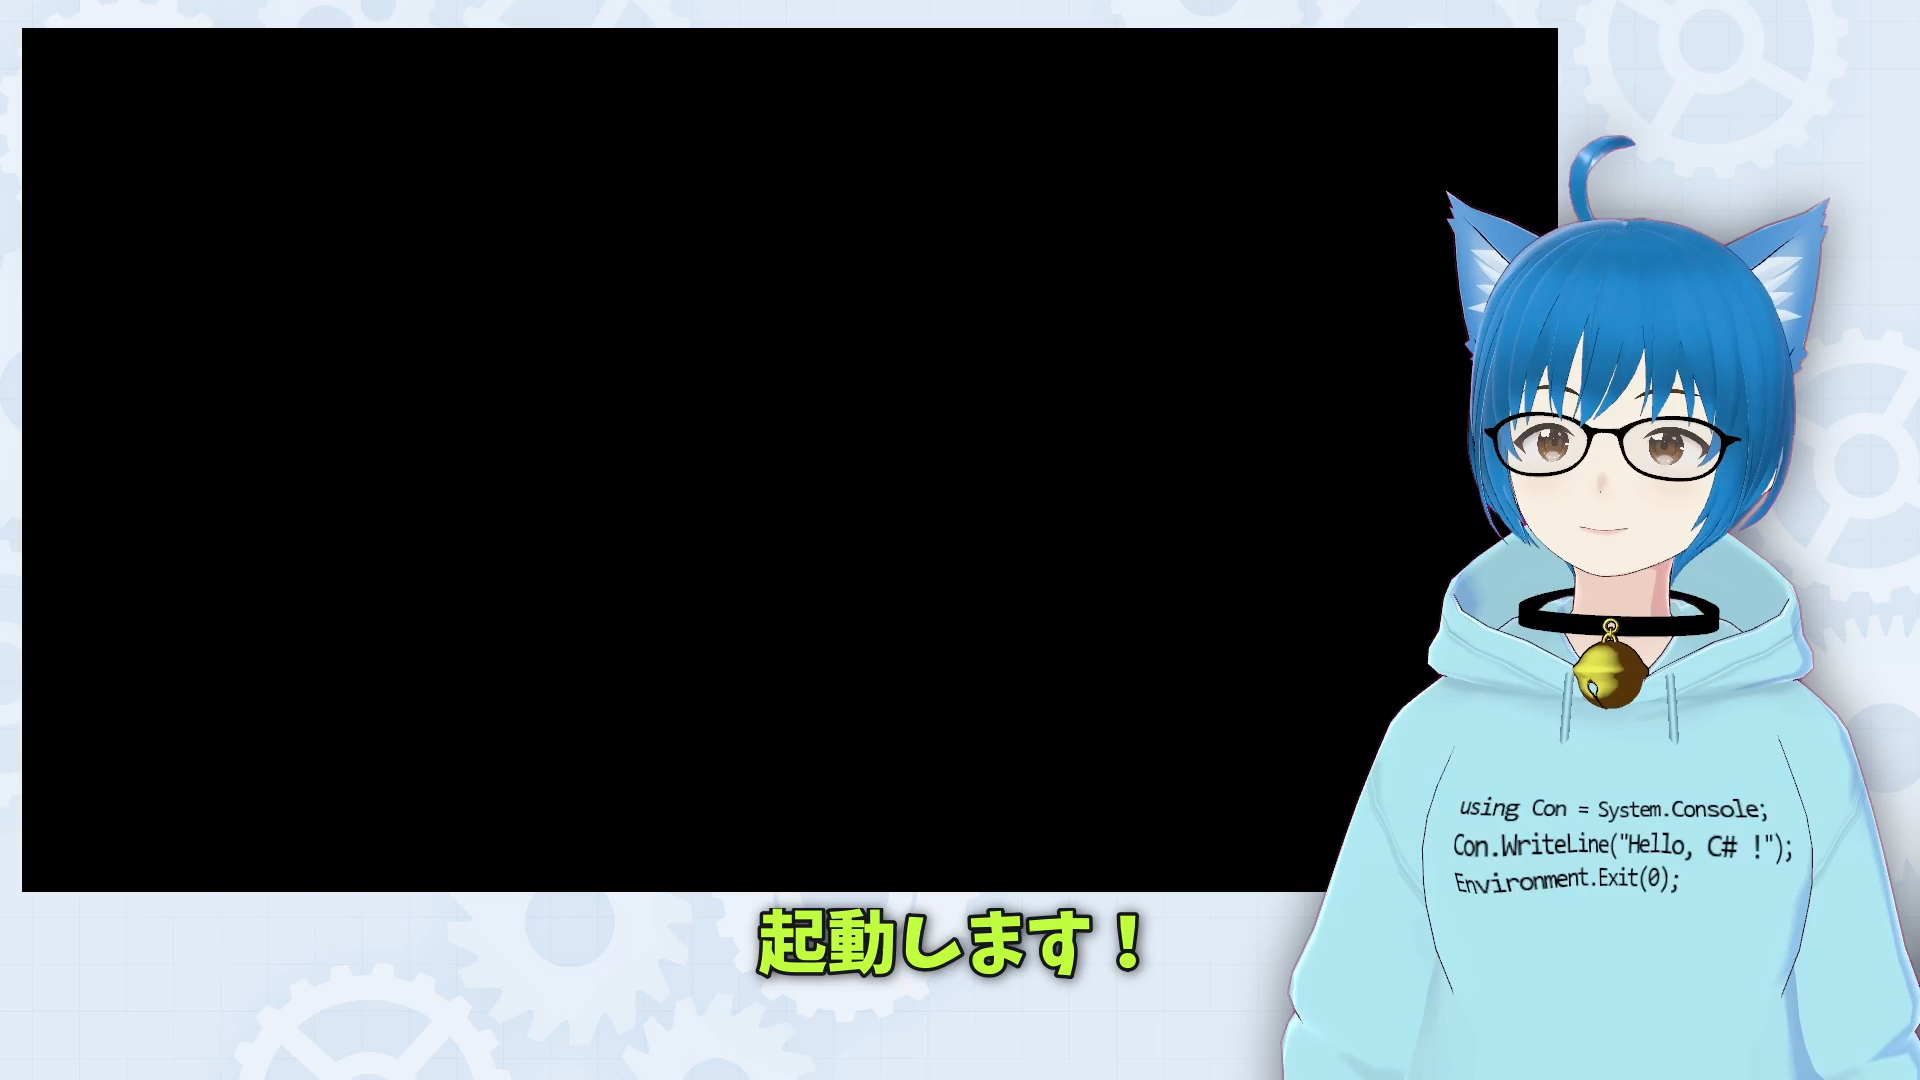 using Con = System.Console;
Con.WriteLine("Hello, C# !");
Environment.Exit(0);
起動します！